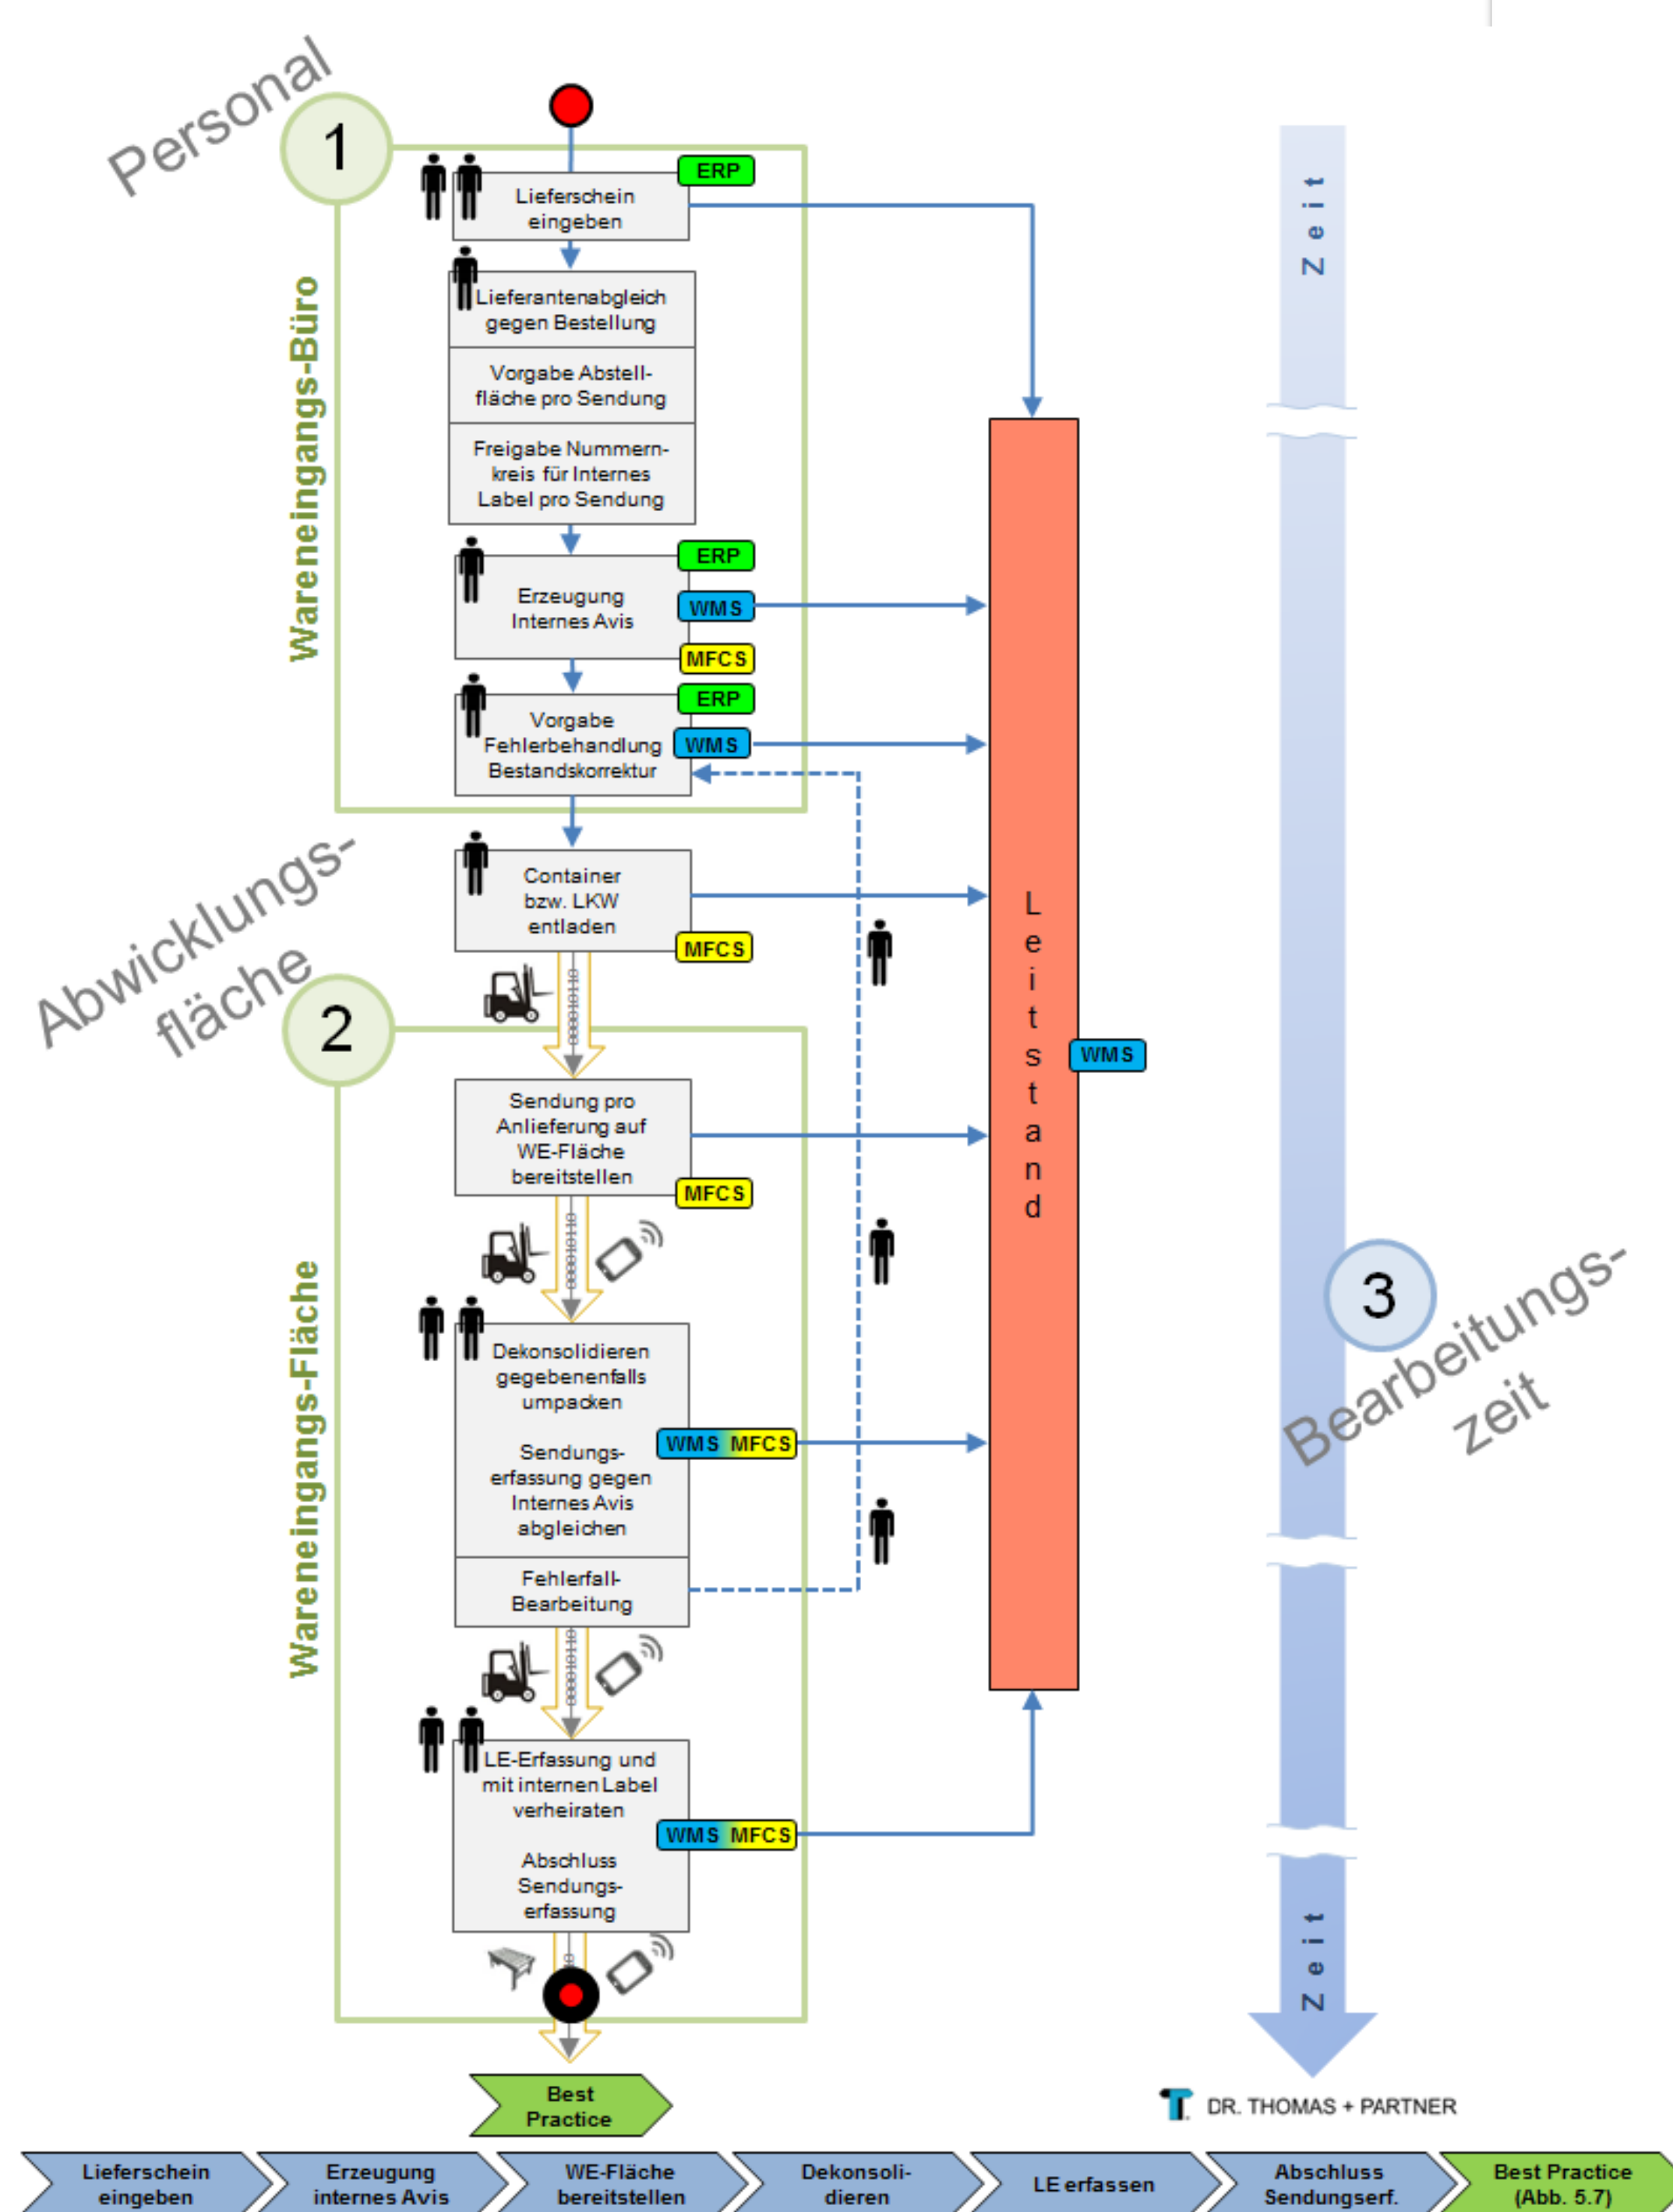 Personal
1
ERP
Lieferschein
eingeben
Zeit
Wareneingangs-Büro
Lieferantenabgleich
gegen Bestellung
Vorgabe Abstell-
fläche pro Sendung
Freigabe Nummern-
kreis für Internes
Label pro Sendung
ERP
Erzeugung
Internes Avis
WMS
MFCS
ERP
Vorgabe
Fehlerbehandlung
Bestandskorrektur
WMS
Abwicklungs-
fläche
Container
bzw. LKW
entladen
MFCS
000010110
Leitstand
WMS
2
Wareneingangs-Fläche
Sendung pro
Anlieferung auf
WE-Fläche
bereitstellen
MFCS
000010110
3
Bearbeitungs-
zeit
Dekonsolidieren
gegebenenfalls
umpacken
WMS MFCS
Sendungs-
erfassung gegen
Internes Avis
abgleichen
Fehlerfall-
Bearbeitung
000010110
LE-Erfassung und
mit internen Label
verheiraten
WMS MFCS
Abschluss
Sendungs-
erfassung
Zeit
Best
Practice
DR. THOMAS + PARTNER
Lieferschein
eingeben
Erzeugung
internes Avis
WE-Fläche
bereitstellen
Dekonsoli-
dieren
LE erfassen
Abschluss
Sendungserf.
Best Practice
(Abb. 5.7)